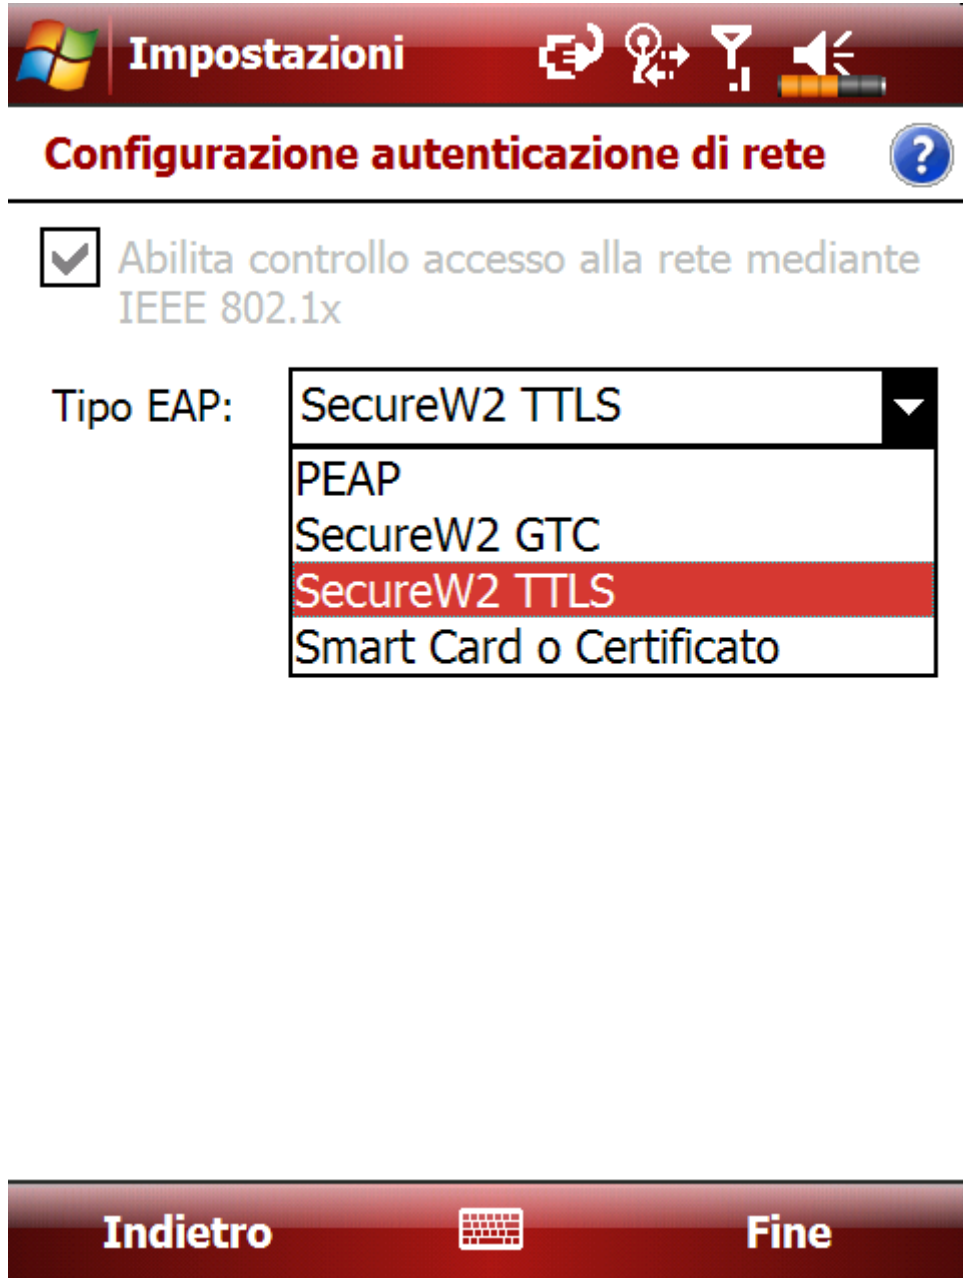 Impostazioni
Configurazione autenticazione di rete
Abilita controllo accesso alla rete mediante
IEEE 802.1x
Tipo EAP:
SecureW2 TTLS
PEAP
SecureW2 GTC
SecureW2 TTLS
Smart Card o Certificato
Indietro
Fine